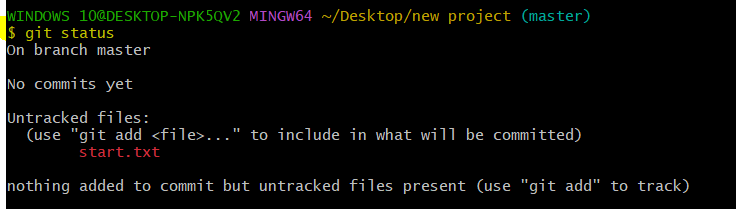 WINDOWS 10@DESKTOP-NPK5QV2 MINGW64 ~/Desktop/new project (master)
$ git status
On branch master
No commits yet
Untracked files:
(use "git add <file>..." to include in what will be committed)
start.txt
nothing added to commit but untracked files present (use "git add" to track)